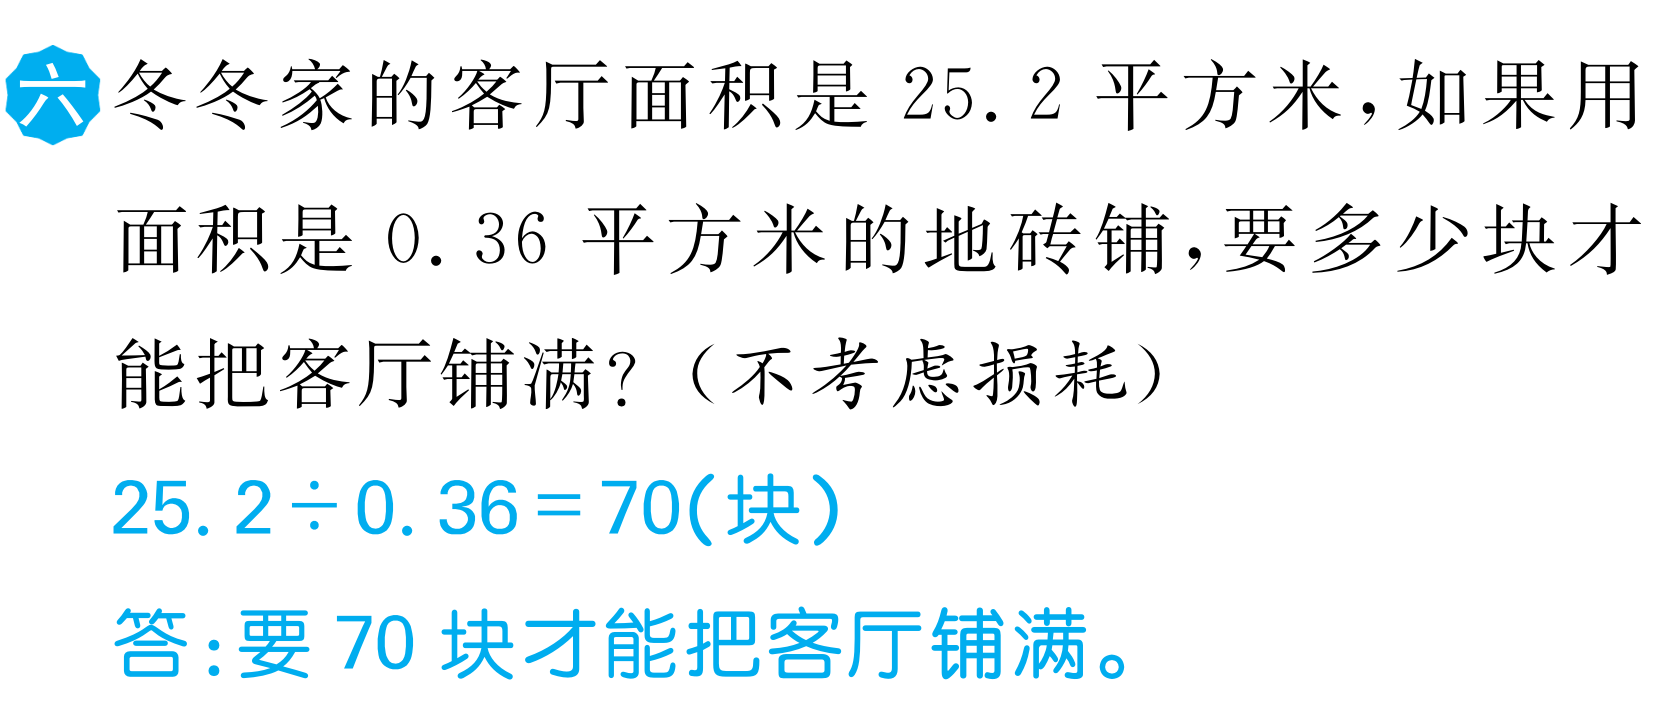 六 冬冬家的客厅面积是 25.2 平方米,如果用
面积是 0.36 平方米的地砖铺,要多少块才
能把客厅铺满?(不考虑损耗)
25.2÷0.36=70(块)
答:要 70 块才能把客厅铺满。